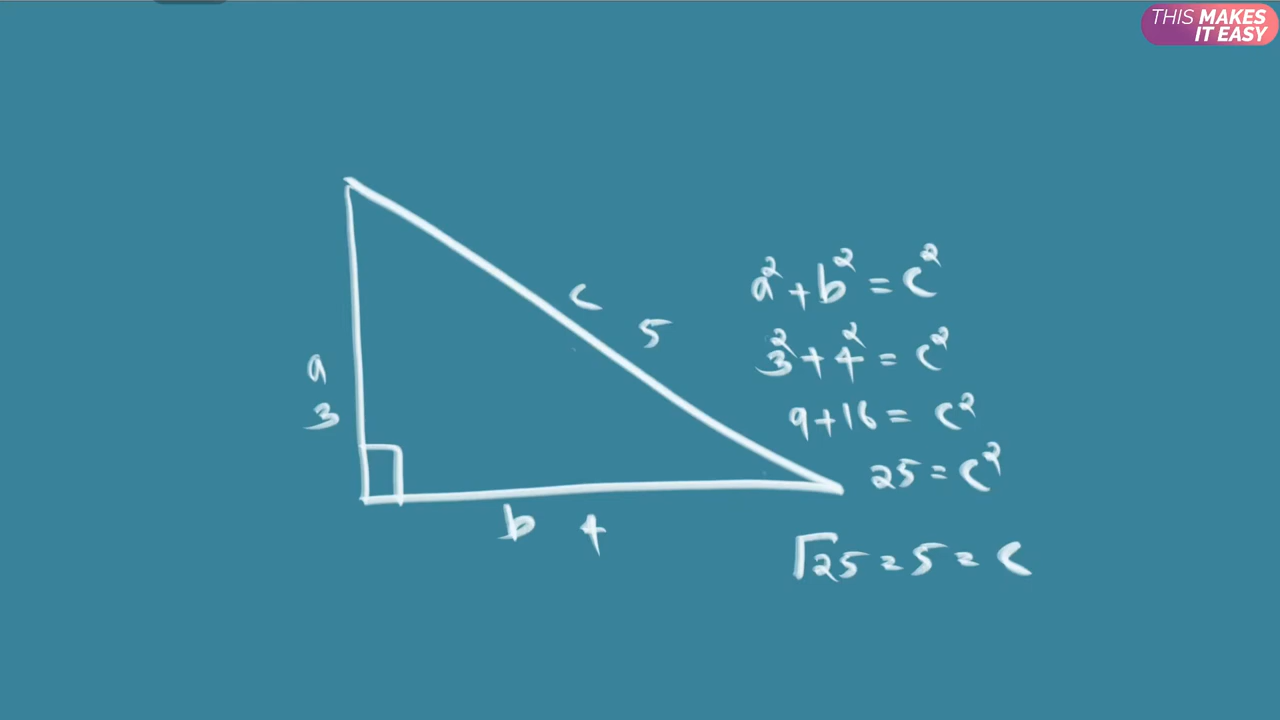 THIS MAKES
IT EASY
c
5
a
3
b 4
a² + b² = c²
3² + 4² = c²
9 + 16 = c²
25 = c²
√25 = 5 = c